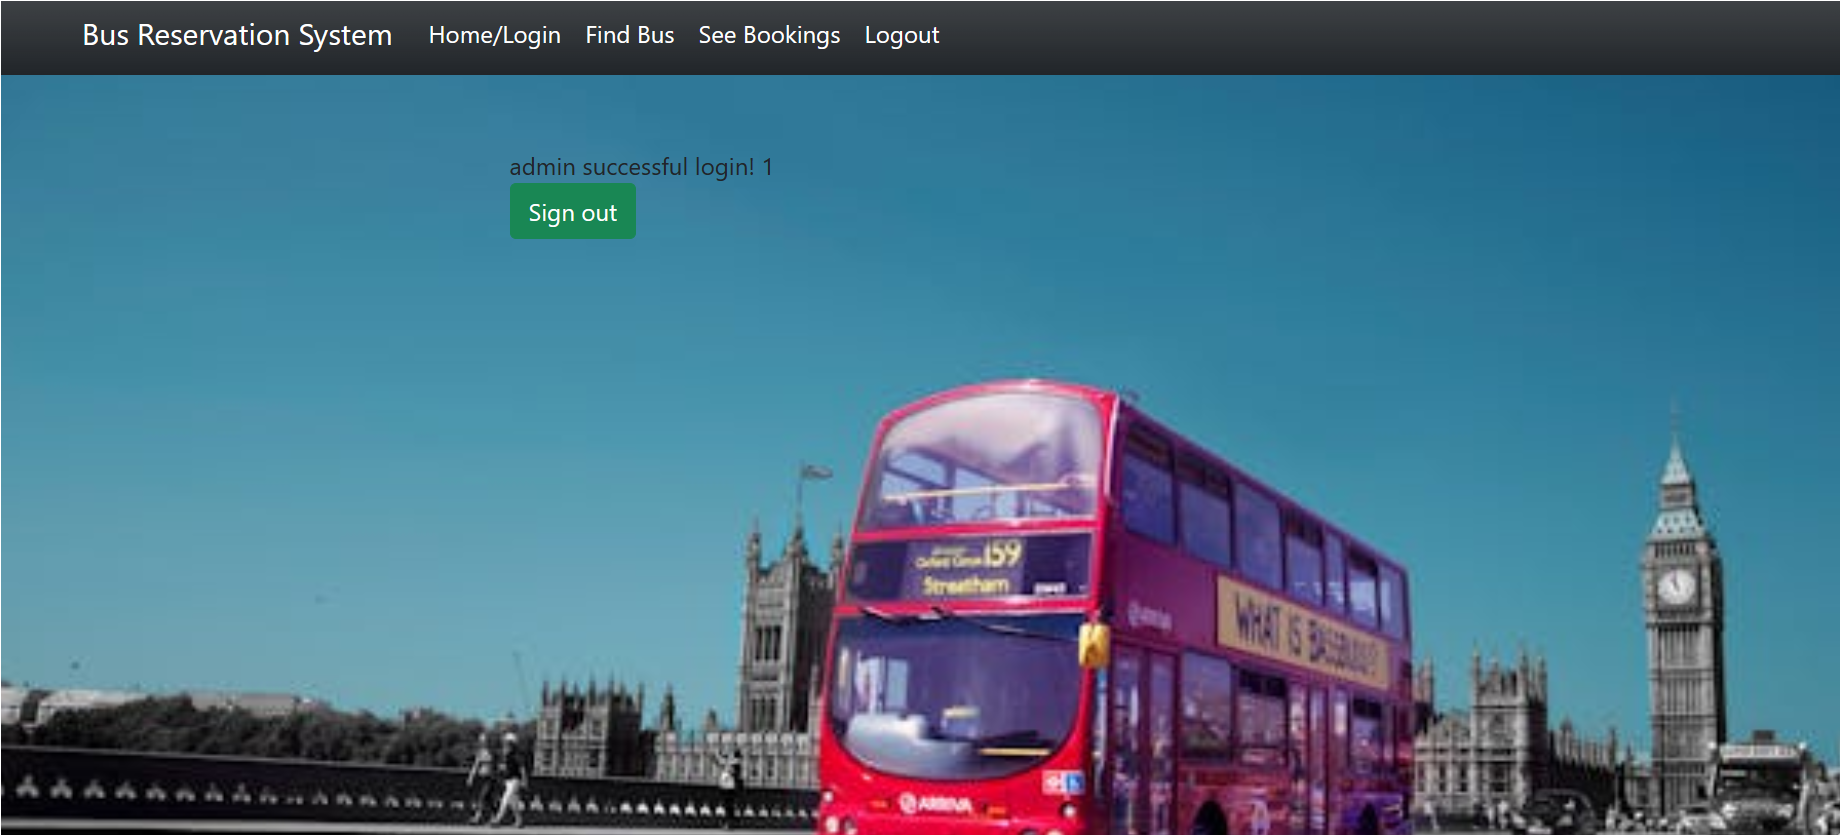 Bus Reservation System Home/Login Find Bus See Bookings Logout
admin successful login! 1
Sign out
159
Streatham
WHAT IS
ARRIVA